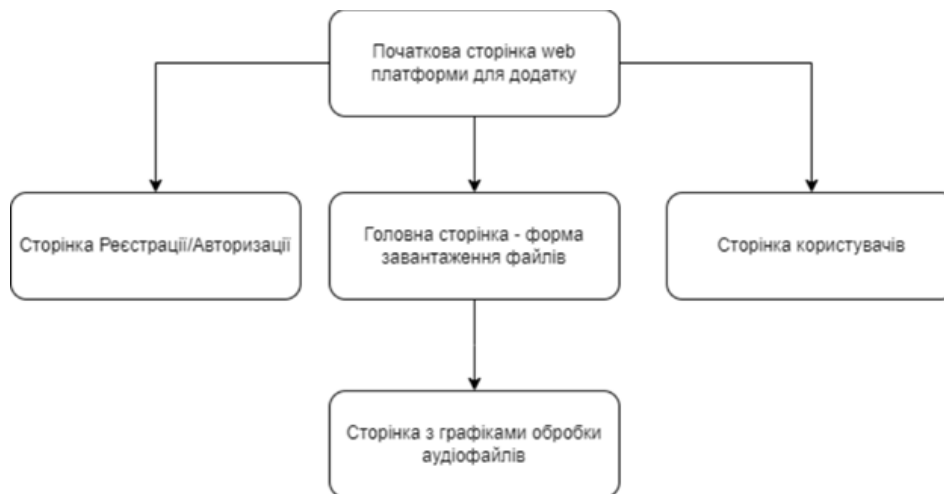 Початкова сторінка web
платформи для додатку
Сторінка Реєстрації/Авторизації
Головна сторінка - форма
завантаження файлів
Сторінка користувачів
Сторінка з графіками обробки
аудіофайлів